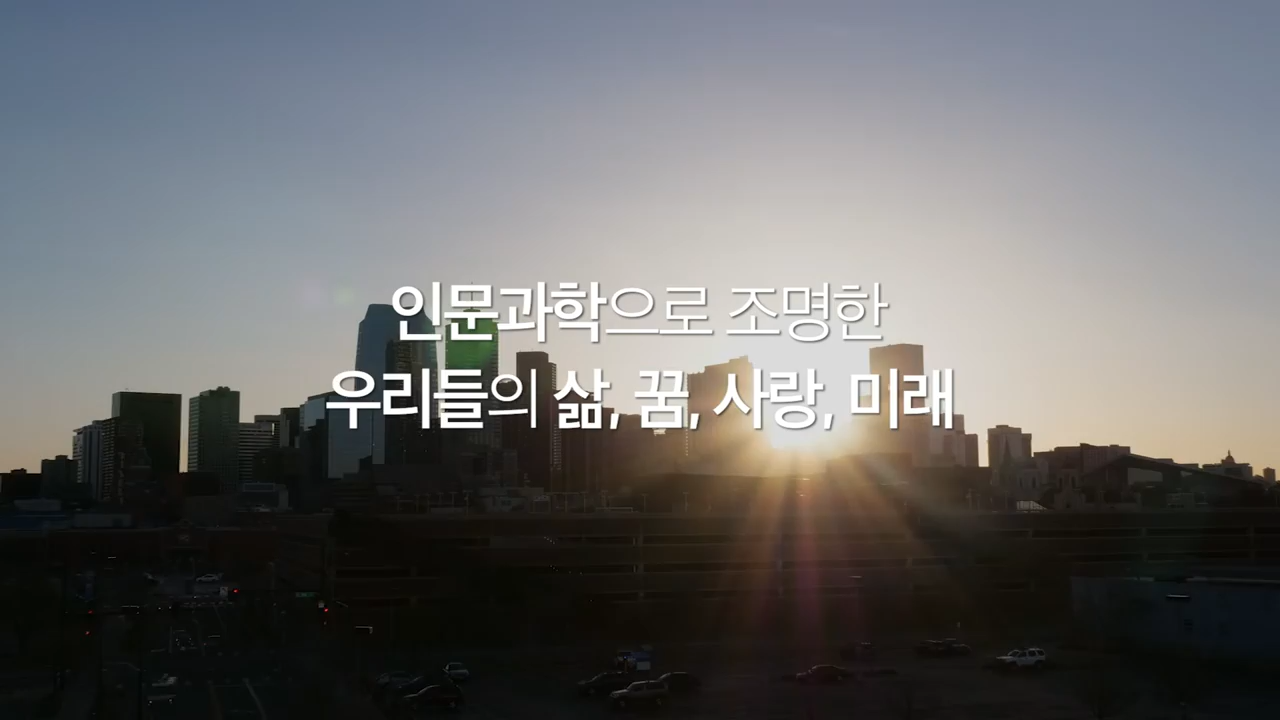 인문과학으로 조명한
우리들의 삶, 꿈, 사랑, 미래